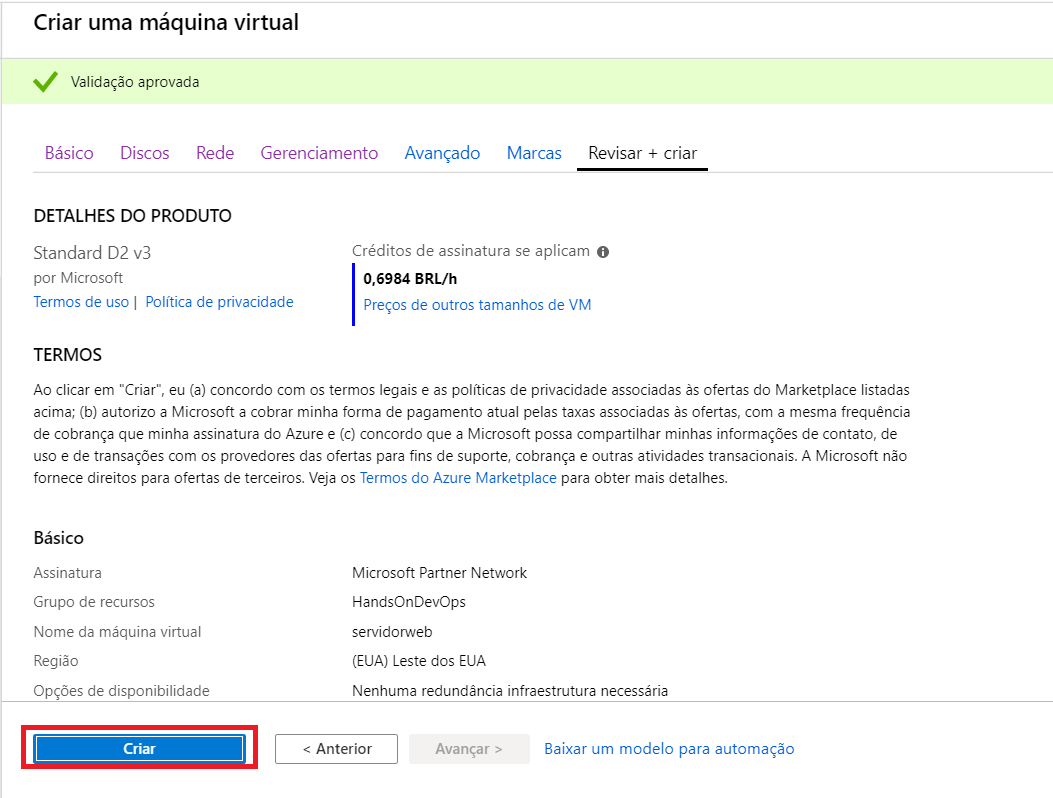 Criar uma máquina virtual
Validação aprovada
Básico Discos Rede Gerenciamento Avançado Marcas Revisar + criar
DETALHES DO PRODUTO
Standard D2 v3
por Microsoft
Termos de uso | Política de privacidade
Créditos de assinatura se aplicam
0,6984 BRL/h
Preços de outros tamanhos de VM
TERMOS
Ao clicar em "Criar", eu (a) concordo com os termos legais e as políticas de privacidade associadas às ofertas do Marketplace listadas
acima; (b) autorizo a Microsoft a cobrar minha forma de pagamento atual pelas taxas associadas às ofertas, com a mesma frequência
de cobrança que minha assinatura do Azure e (c) concordo que a Microsoft possa compartilhar minhas informações de contato, de
uso e de transações com os provedores das ofertas para fins de suporte, cobrança e outras atividades transacionais. A Microsoft não
fornece direitos para ofertas de terceiros. Veja os Termos do Azure Marketplace para obter mais detalhes.
Básico
Assinatura Microsoft Partner Network
Grupo de recursos HandsOnDevOps
Nome da máquina virtual servidorweb
Região (EUA) Leste dos EUA
Opções de disponibilidade Nenhuma redundância infraestrutura necessária
Criar < Anterior Avançar > Baixar um modelo para automação